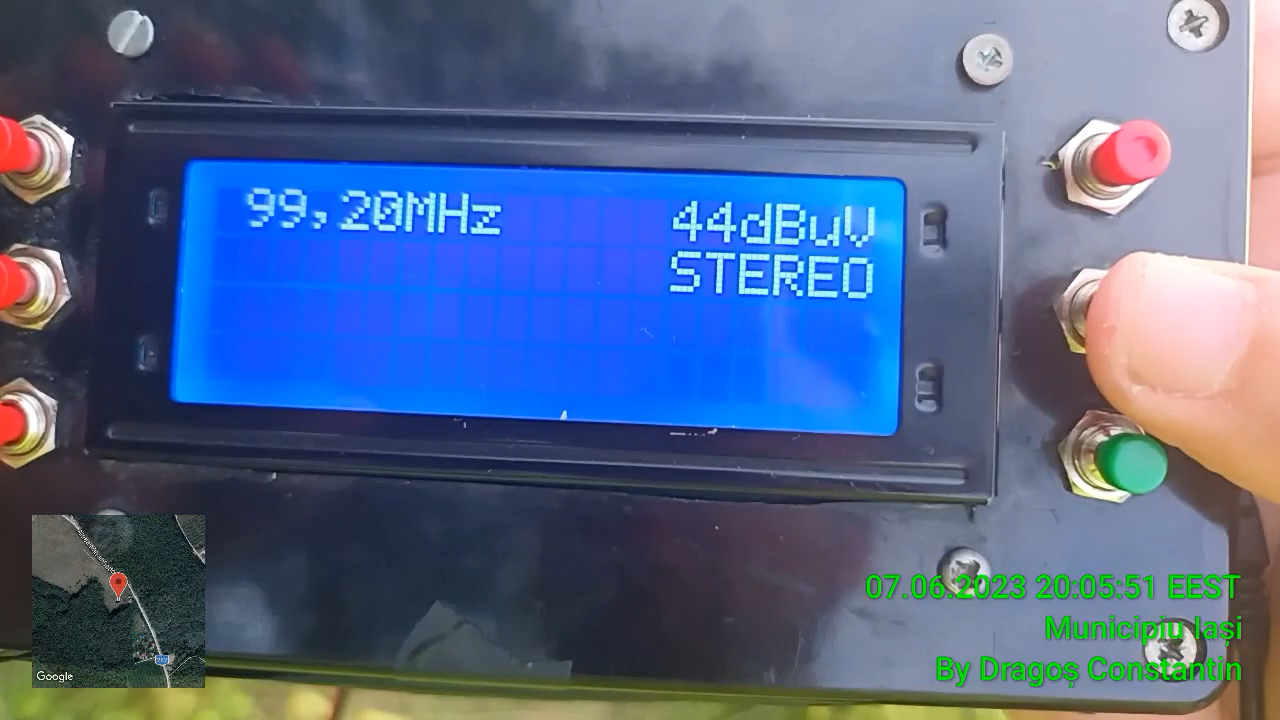 99,20MHz 44dBuV
STEREO
07.06.2023 20:05:51 EEST
Municipiu Iași
By Dragoș Constantin
Google